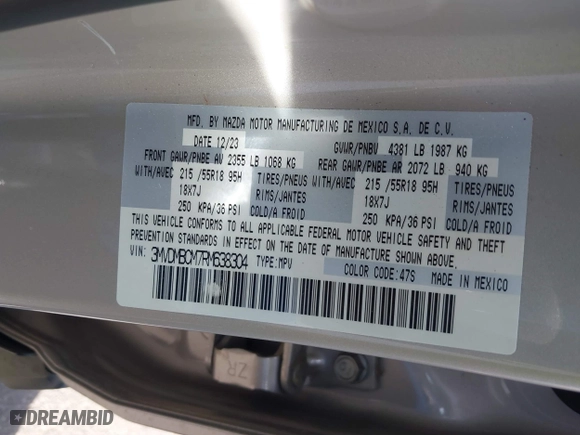 MFD. BY MAZDA MOTOR MANUFACTURING DE MEXICO S.A. DE C.V.
DATE 12/23 GVWR/PNBV 4381 LB 1987 KG
FRONT GAWR/PNBE AV 2355 LB 1068 KG REAR GAWR/PNBE AR 2072 LB 940 KG
WITH/AVEC 215 /55R18 95H TIRES/PNEUS WITH/AVEC 215 /55R18 95H TIRES/PNEUS
18X7J RIMS/JANTES 18X7J RIMS/JANTES
250 KPA/36 PSI COLD/A FROID 250 KPA/36 PSI COLD/A FROID
THIS VEHICLE CONFORMS TO ALL APPLICABLE FEDERAL MOTOR VEHICLE SAFETY AND THEFT
PREVENTION STANDARDS IN EFFECT ON THE DATE OF MANUFACTURE SHOWN ABOVE.
VIN: 3MVDMBCM7RM638304 TYPE:MPV
COLOR CODE:47S MADE IN MEXICO
ZR
DREAMBID